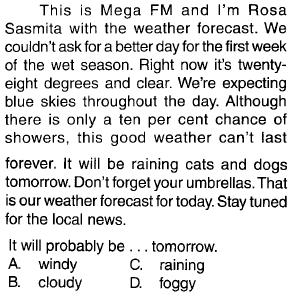 This is Mega FM and I'm Rosa
Sasmita with the weather forecast. We
couldn't ask for a better day for the first week
of the wet season. Right now it's twenty-
eight degrees and clear. We're expecting
blue skies throughout the day. Although
there is only a ten per cent chance of
showers, this good weather can't last
forever. It will be raining cats and dogs
tomorrow. Don't forget your umbrellas. That
is our weather forecast for today. Stay tuned
for the local news.
It will probably be . . . tomorrow.
A. windy C. raining
B. cloudy D. foggy